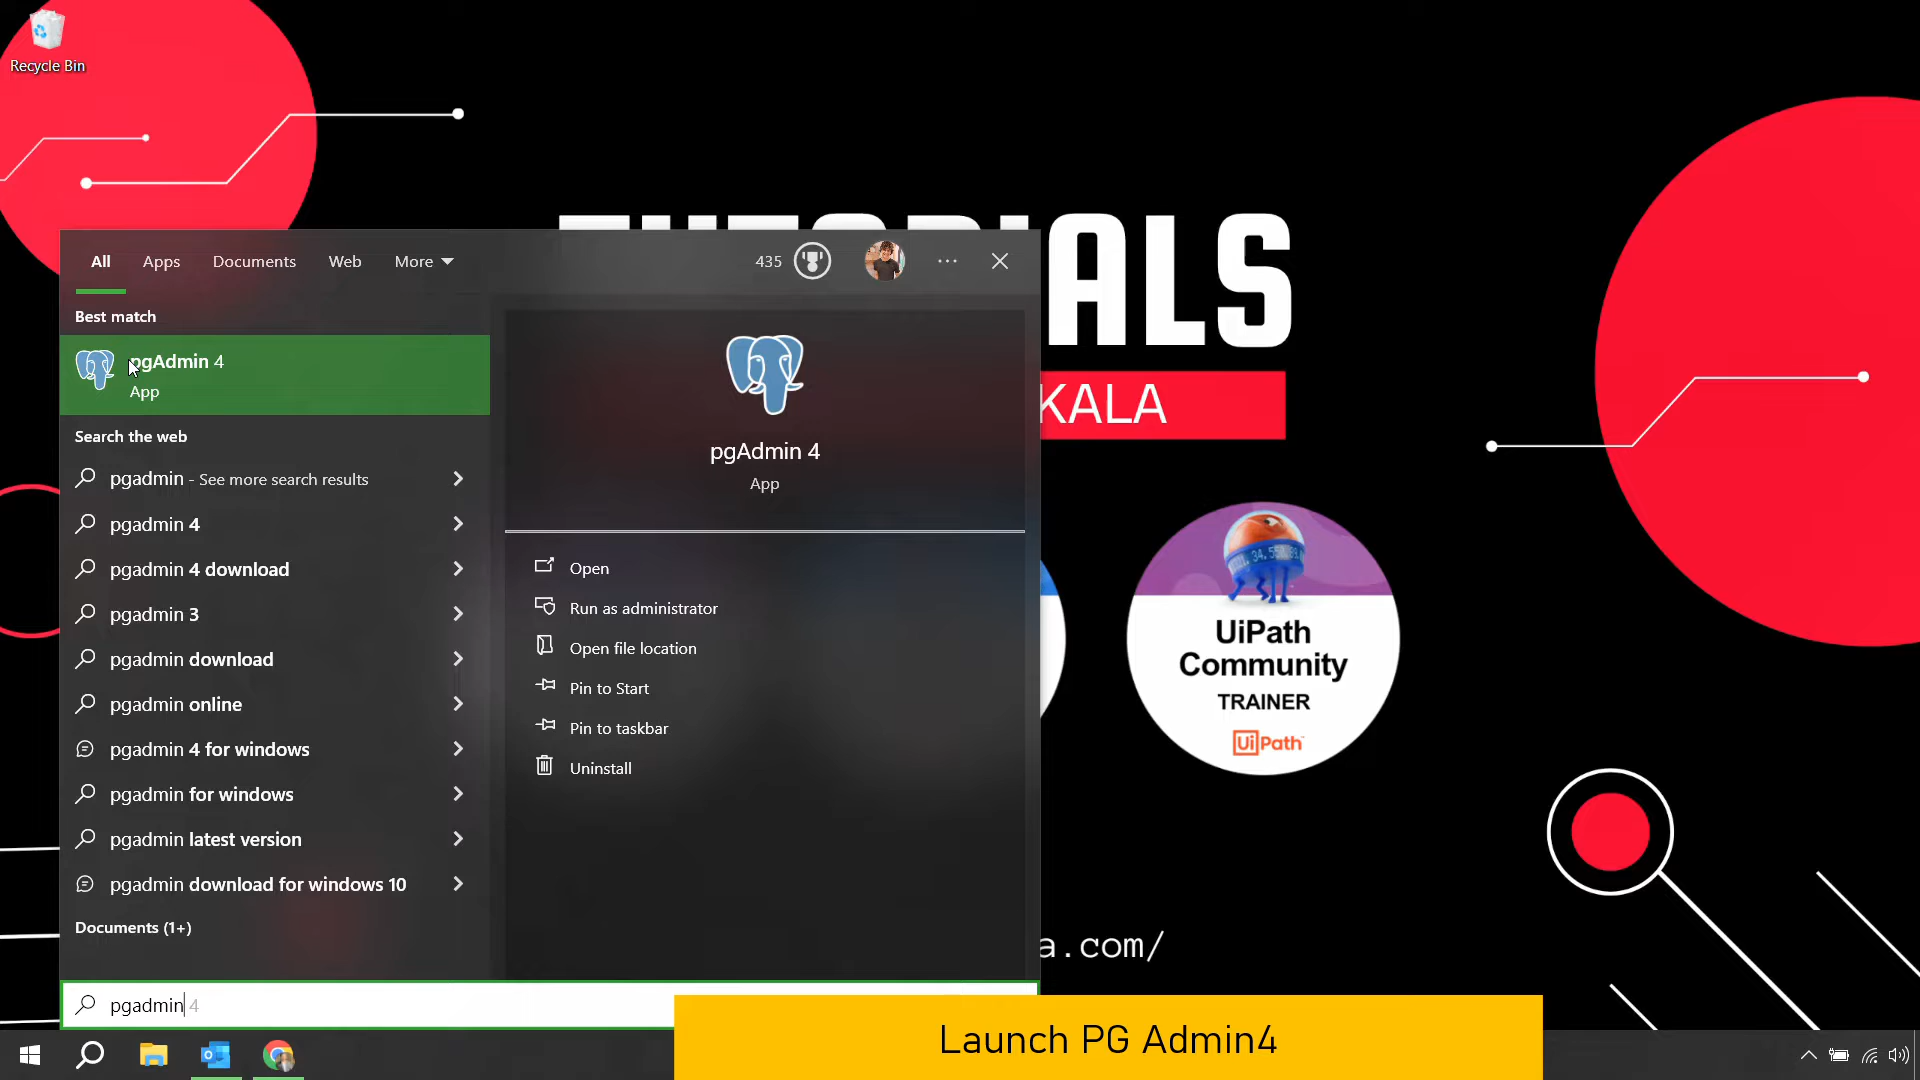 Recycle Bin
TUTORIALS
KALA
All
Apps
Documents
Web
More
435
Best match
pgAdmin 4
App
Search the web
pgadmin - See more search results
pgadmin 4
pgadmin 4 download
pgadmin 3
pgadmin download
pgadmin online
pgadmin 4 for windows
pgadmin for windows
pgadmin latest version
pgadmin download for windows 10
Documents (1+)
pgadmin 4
pgAdmin 4
App
Open
Run as administrator
Open file location
Pin to Start
Pin to taskbar
Uninstall
UiPath
Community
TRAINER
UiPath
a.com/
Launch PG Admin4